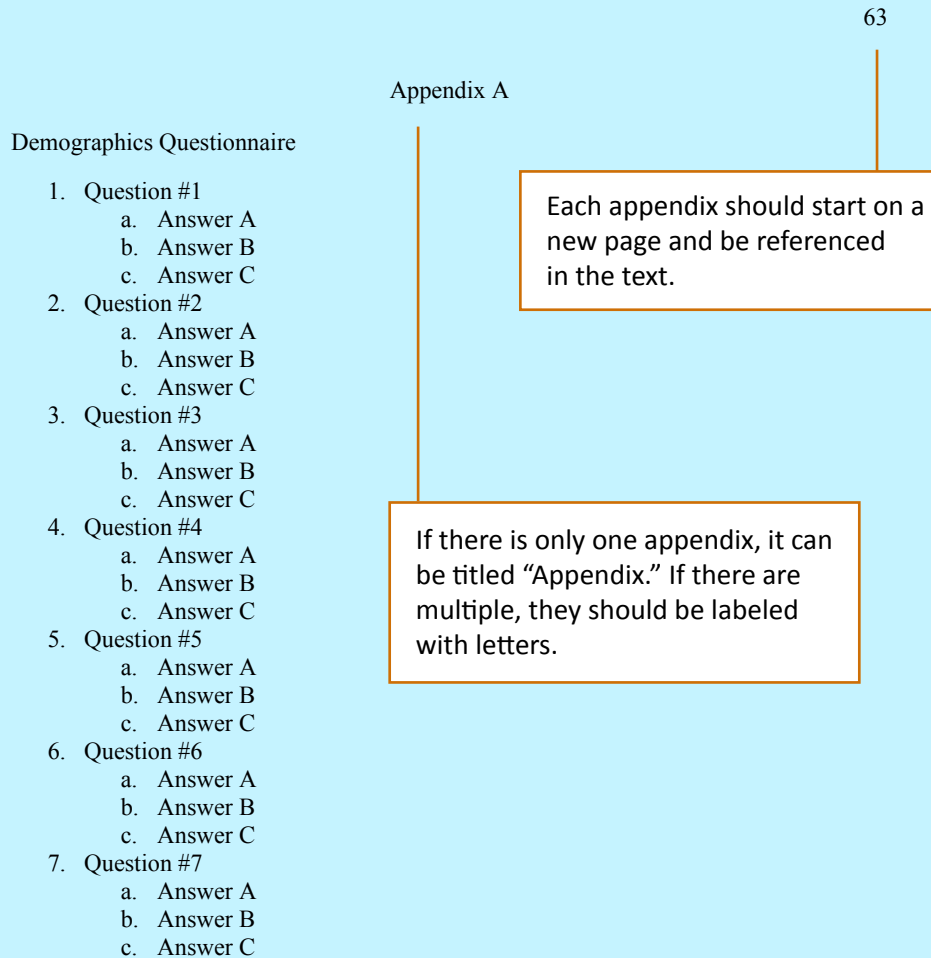 63
Appendix A
Demographics Questionnaire
1. Question #1
a. Answer A
b. Answer B
c. Answer C
2. Question #2
a. Answer A
b. Answer B
c. Answer C
3. Question #3
a. Answer A
b. Answer B
c. Answer C
4. Question #4
a. Answer A
b. Answer B
c. Answer C
5. Question #5
a. Answer A
b. Answer B
c. Answer C
6. Question #6
a. Answer A
b. Answer B
c. Answer C
7. Question #7
a. Answer A
b. Answer B
c. Answer C
Each appendix should start on a
new page and be referenced
in the text.
If there is only one appendix, it can
be titled “Appendix.” If there are
multiple, they should be labeled
with letters.